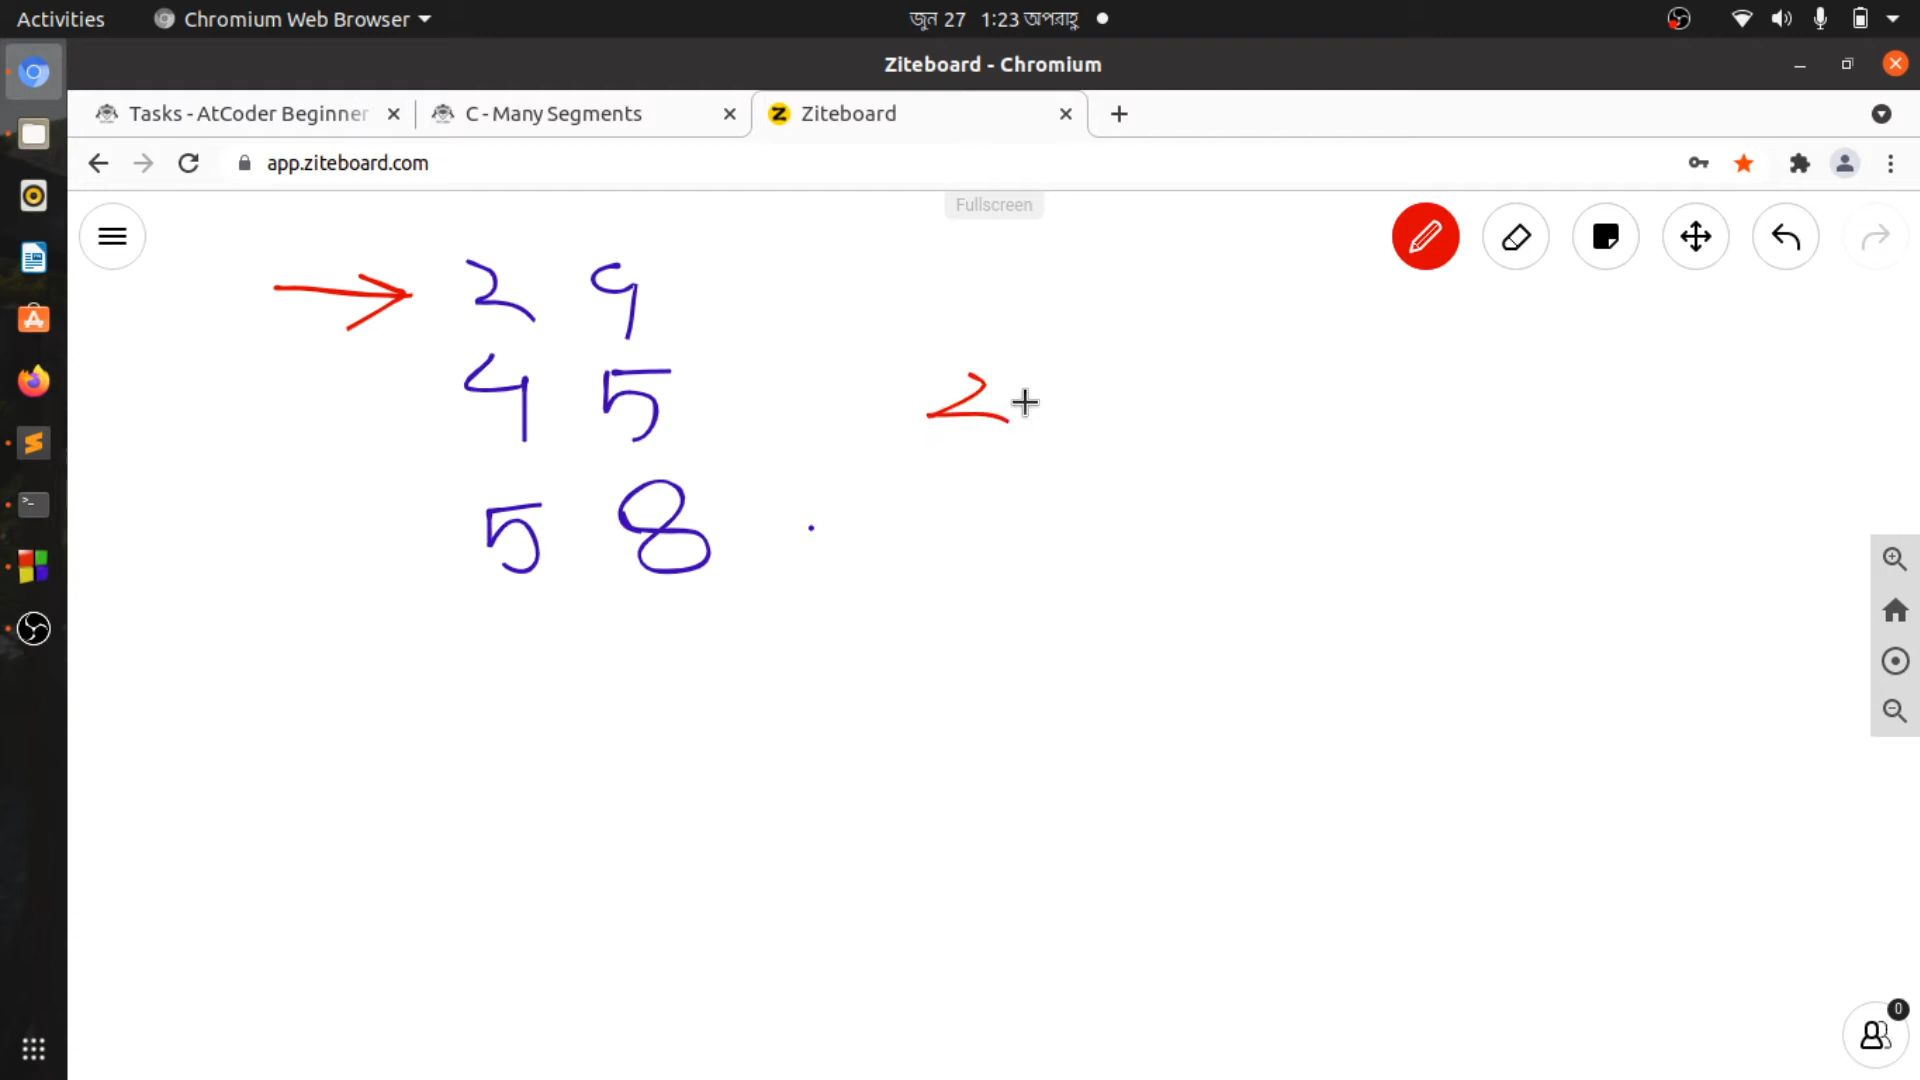 Activities Chromium Web Browser জুন 27 1:23 অপরাহ্ণ
Ziteboard - Chromium
Tasks - AtCoder Beginner C - Many Segments Ziteboard
app.ziteboard.com
Fullscreen
2 9
4 5
2
5 8
0